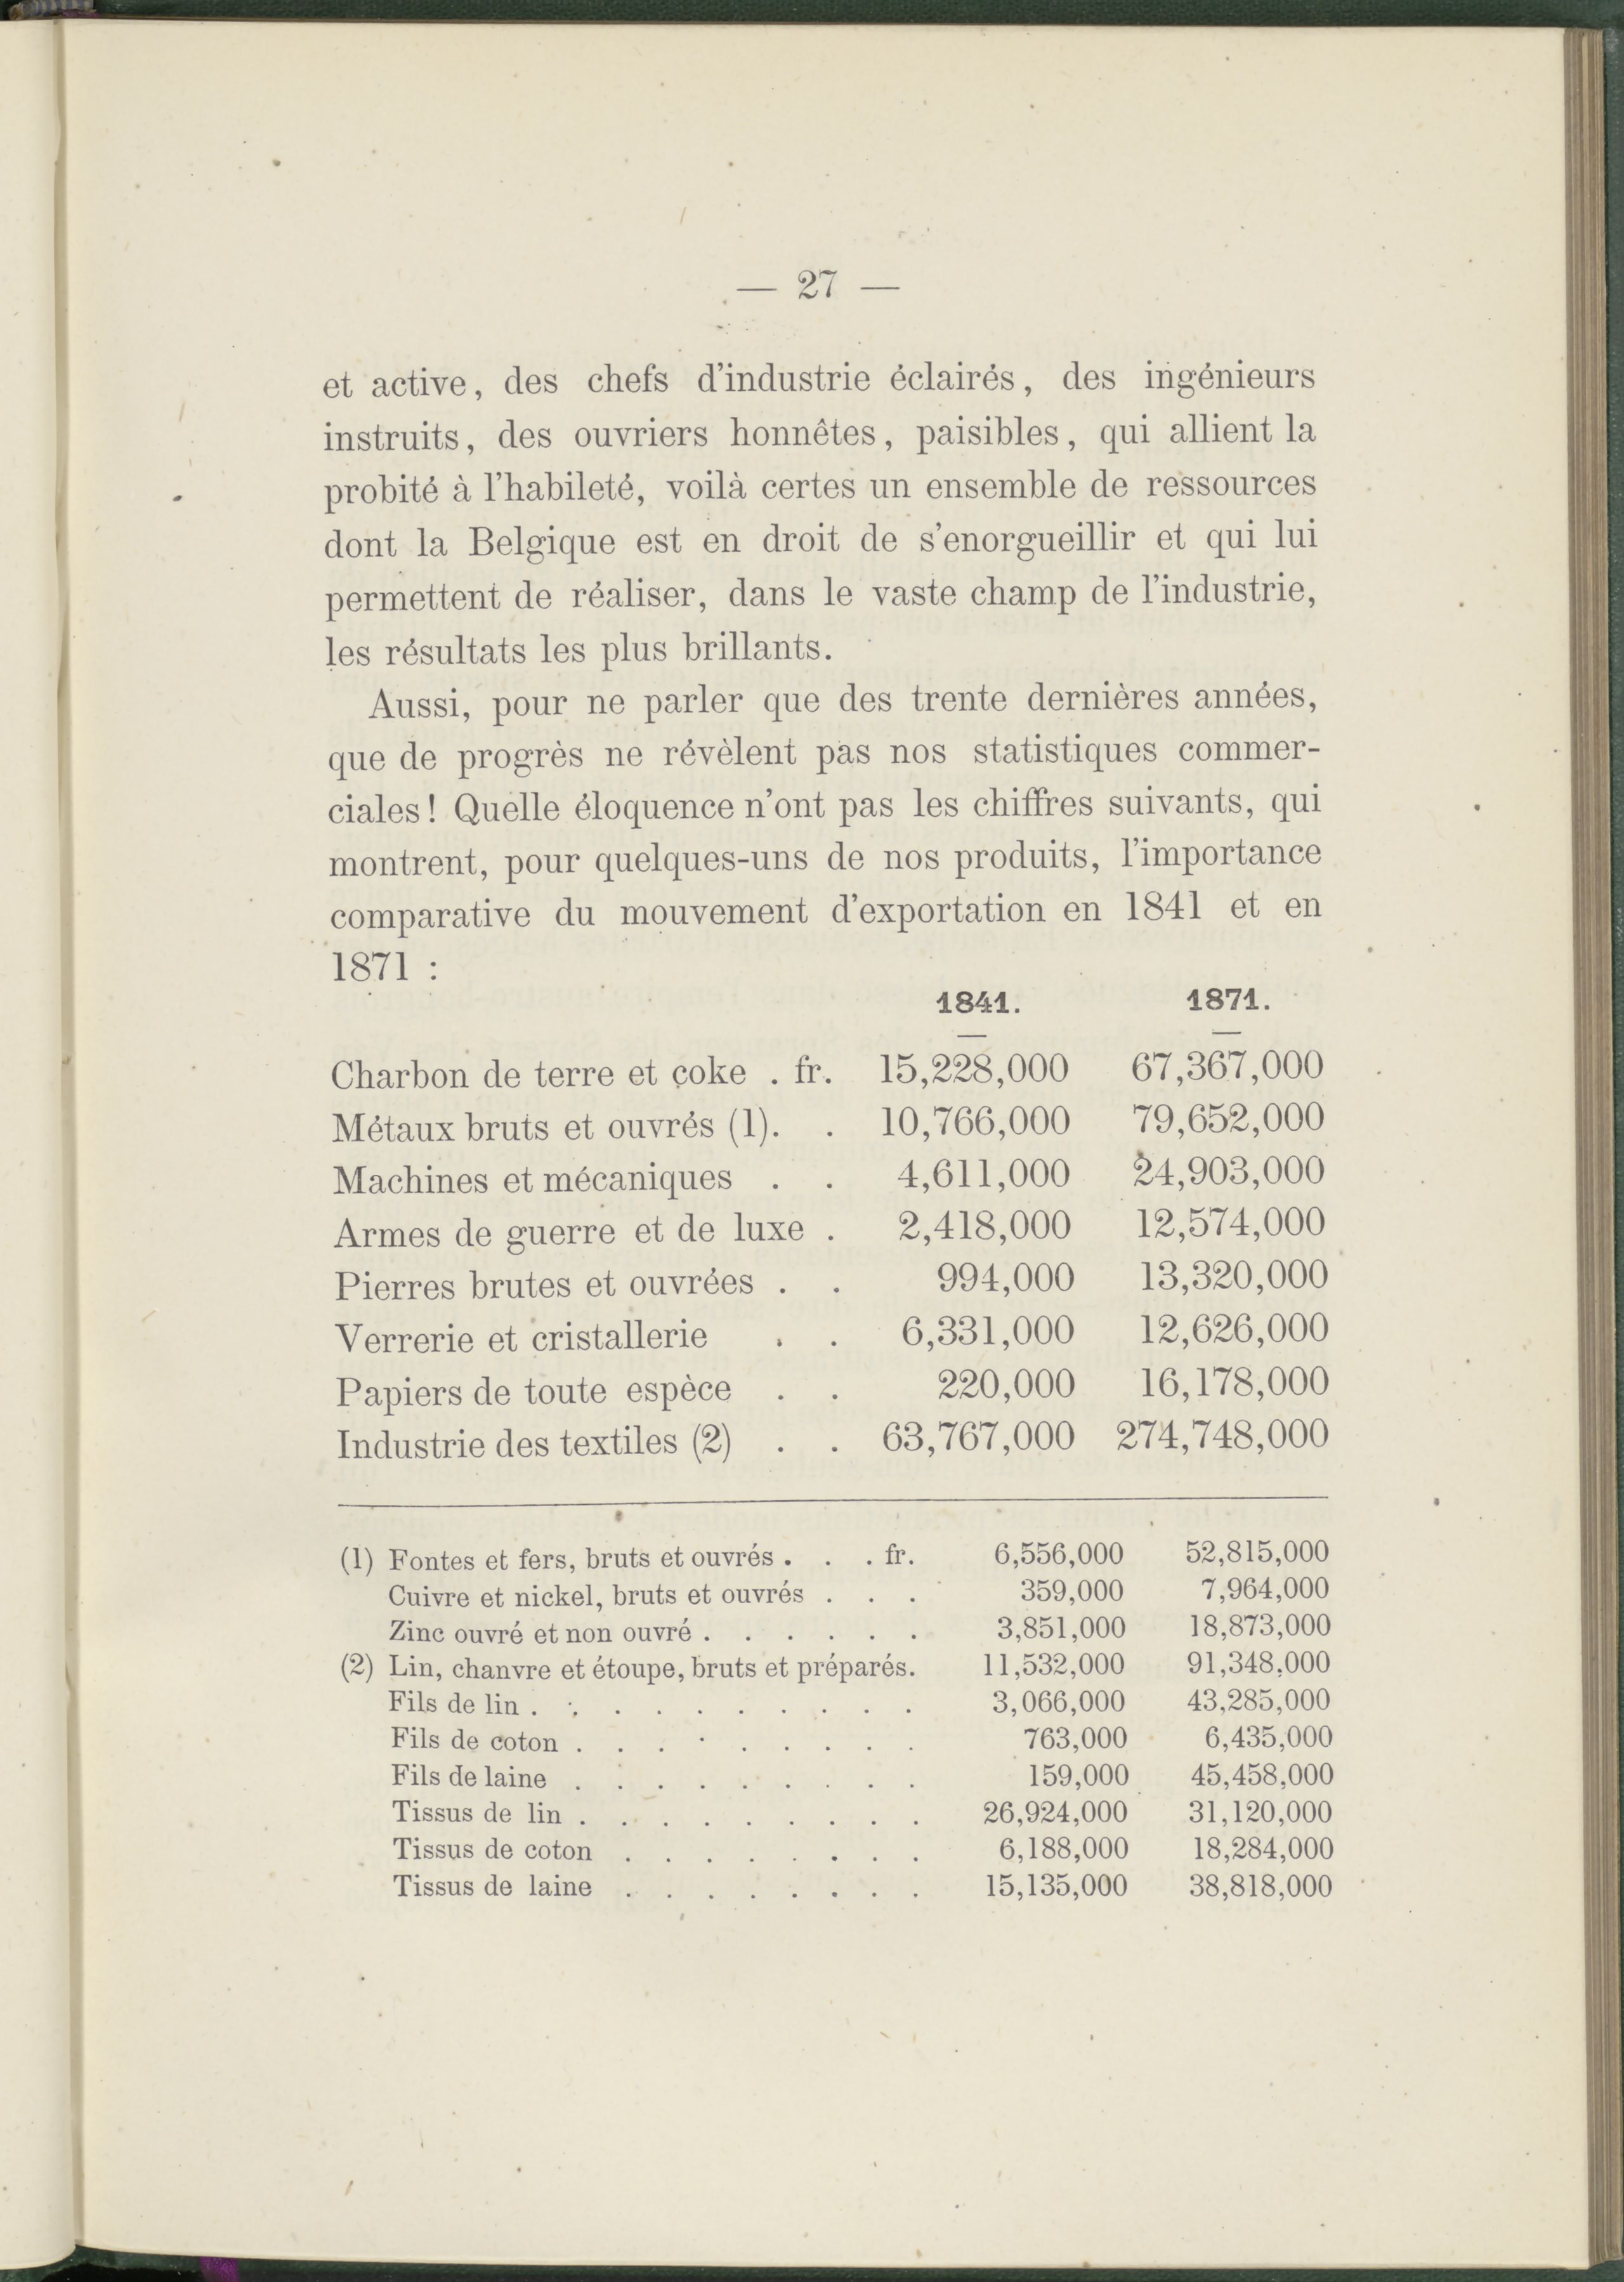 — 27 —
et active, des chefs d'industrie éclairés, des ingénieurs
instruits, des ouvriers honnêtes, paisibles, qui allient la
probité à l'habileté, voilà certes un ensemble de ressources
dont la Belgique est en droit de s'enorgueillir et qui lui
permettent de réaliser, dans le vaste champ de l'industrie,
les résultats les plus brillants.
Aussi, pour ne parler que des trente dernières années,
que de progrès ne révèlent pas nos statistiques commer-
ciales! Quelle éloquence n'ont pas les chiffres suivants, qui
montrent, pour quelques-uns de nos produits, l'importance
comparative du mouvement d'exportation en 1841 et en
1871 :
1841. 1871.
Charbon de terre et coke . fr. 15,228,000 67,367,000
Métaux bruts et ouvrés (1). . 10,766,000 79,652,000
Machines et mécaniques . . 4,611,000 24,903,000
Armes de guerre et de luxe . 2,418,000 12,574,000
Pierres brutes et ouvrées . . 994,000 13,320,000
Verrerie et cristallerie . . 6,331,000 12,626,000
Papiers de toute espèce . . 220,000 16,178,000
Industrie des textiles (2) . . 63,767,000 274,748,000
(1) Fontes et fers, bruts et ouvrés . . . fr. 6,556,000 52,815,000
Cuivre et nickel, bruts et ouvrés . . . 359,000 7,964,000
Zinc ouvré et non ouvré . . . . . . 3,851,000 18,873,000
(2) Lin, chanvre et étoupe, bruts et préparés. 11,532,000 91,348,000
Fils de lin . . . . . . . . . . 3,066,000 43,285,000
Fils de coton . . . . . . . . . 763,000 6,435,000
Fils de laine . . . . . . . . . 159,000 45,458,000
Tissus de lin . . . . . . . . . 26,924,000 31,120,000
Tissus de coton . . . . . . . . 6,188,000 18,284,000
Tissus de laine . . . . . . . . 15,135,000 38,818,000